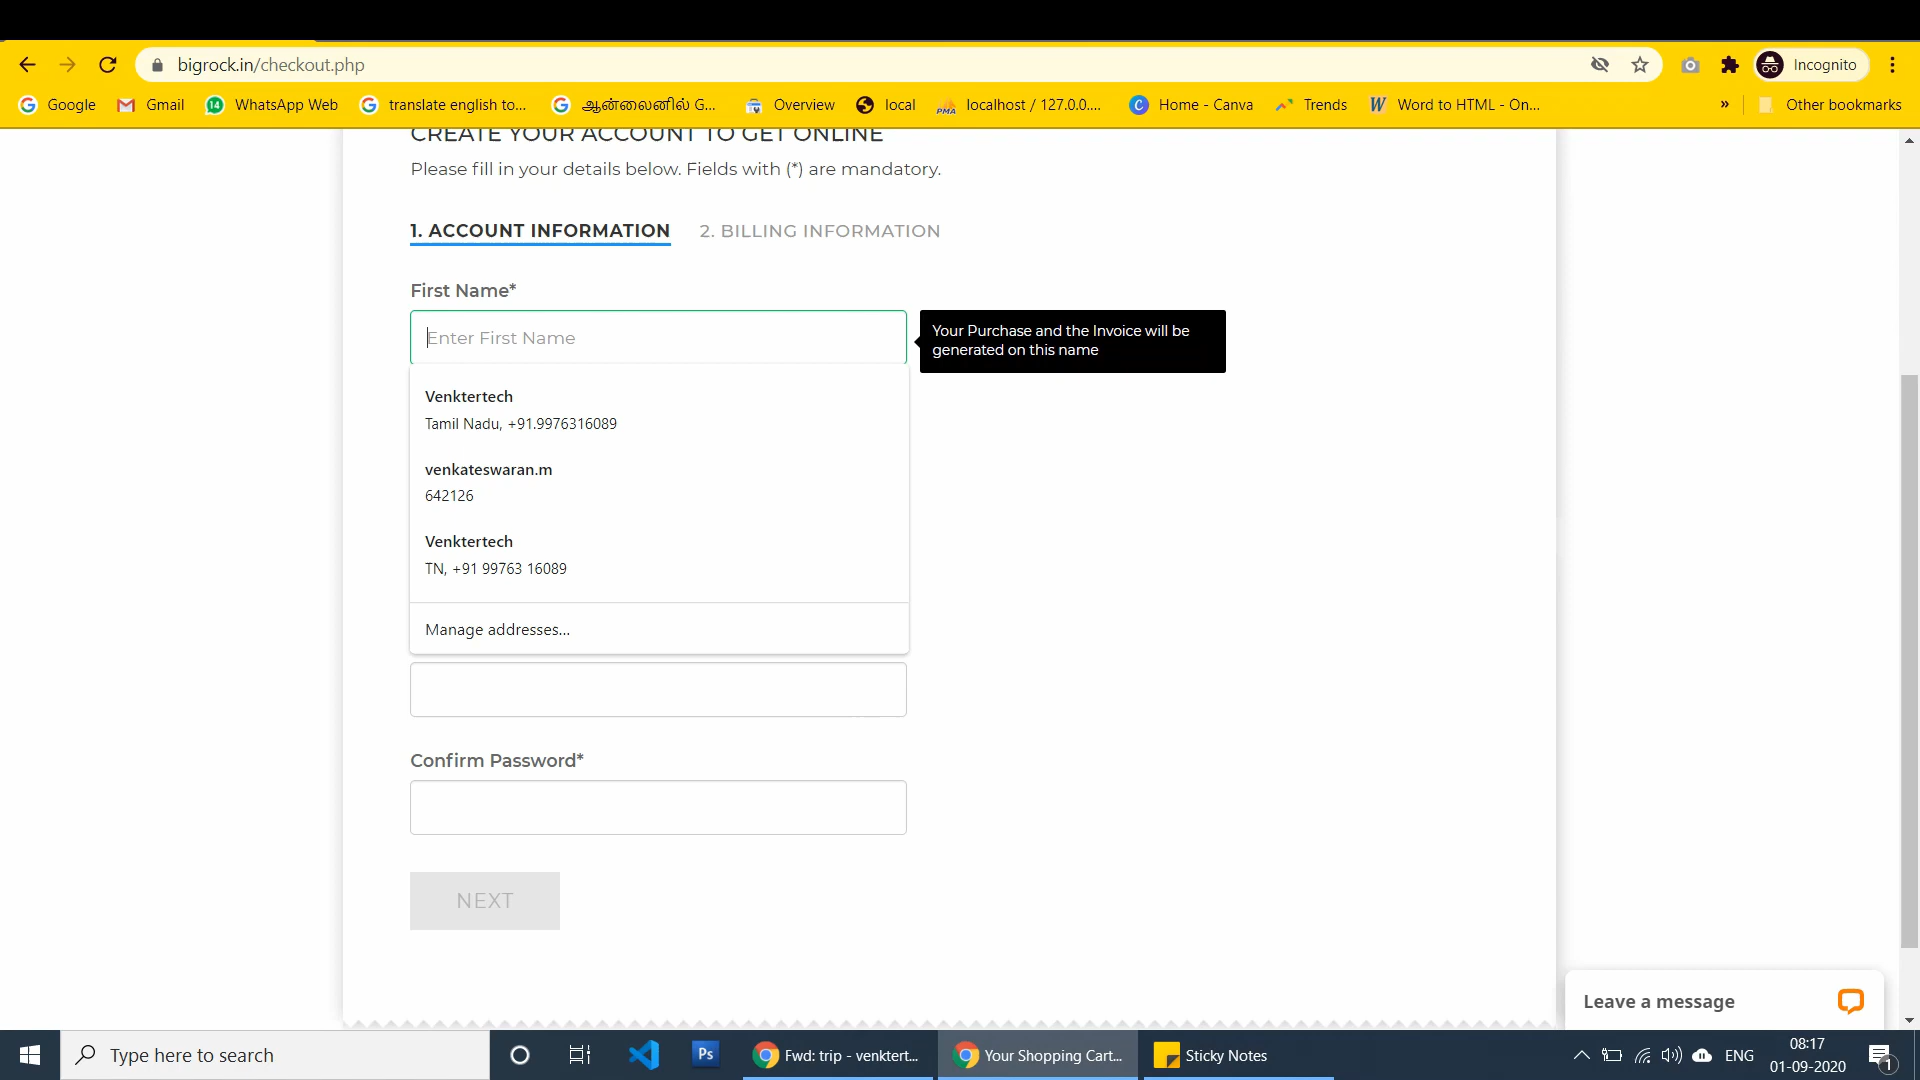 bigrock.in/checkout.php
Incognito
Google
Gmail
14
WhatsApp Web
translate english to...
ஆன்லைனில் G...
Overview
local
PMA
localhost / 127.0.0....
C
Home - Canva
Trends
W
Word to HTML - On...
»
Other bookmarks
CREATE YOUR ACCOUNT TO GET ONLINE
Please fill in your details below. Fields with (*) are mandatory.
1. ACCOUNT INFORMATION
2. BILLING INFORMATION
First Name*
Enter First Name
Your Purchase and the Invoice will be
generated on this name
Venktertech
Tamil Nadu, +91.9976316089
venkateswaran.m
642126
Venktertech
TN, +91 99763 16089
Manage addresses...
Confirm Password*
NEXT
Leave a message
Type here to search
Ps
Fwd: trip - venktert...
Your Shopping Cart...
Sticky Notes
ENG
08:17
01-09-2020
1